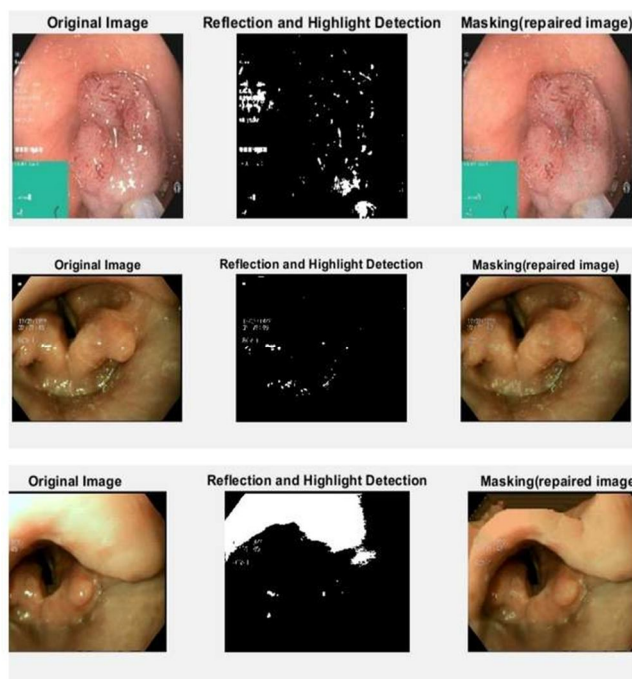 Original Image
Reflection and Highlight Detection
Masking(repaired image)
Original Image
Reflection and Highlight Detection
Masking(repaired image)
Original Image
Reflection and Highlight Detection
Masking(repaired image